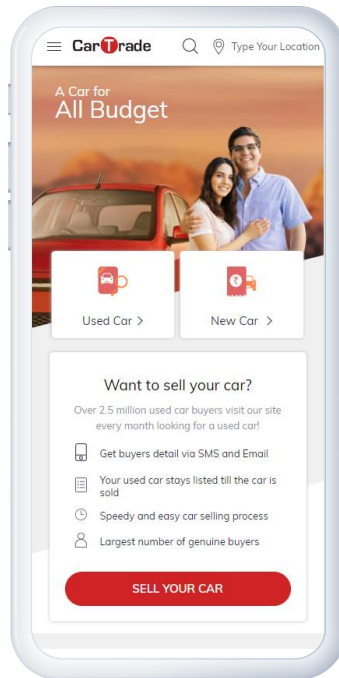 CarTrade
Type Your Location
A Car for
All Budget
₹
Used Car >
New Car >
Want to sell your car?
Over 2.5 million used car buyers visit our site
every month looking for a used car!
Get buyers detail via SMS and Email
Your used car stays listed till the car is
sold
Speedy and easy car selling process
Largest number of genuine buyers
SELL YOUR CAR